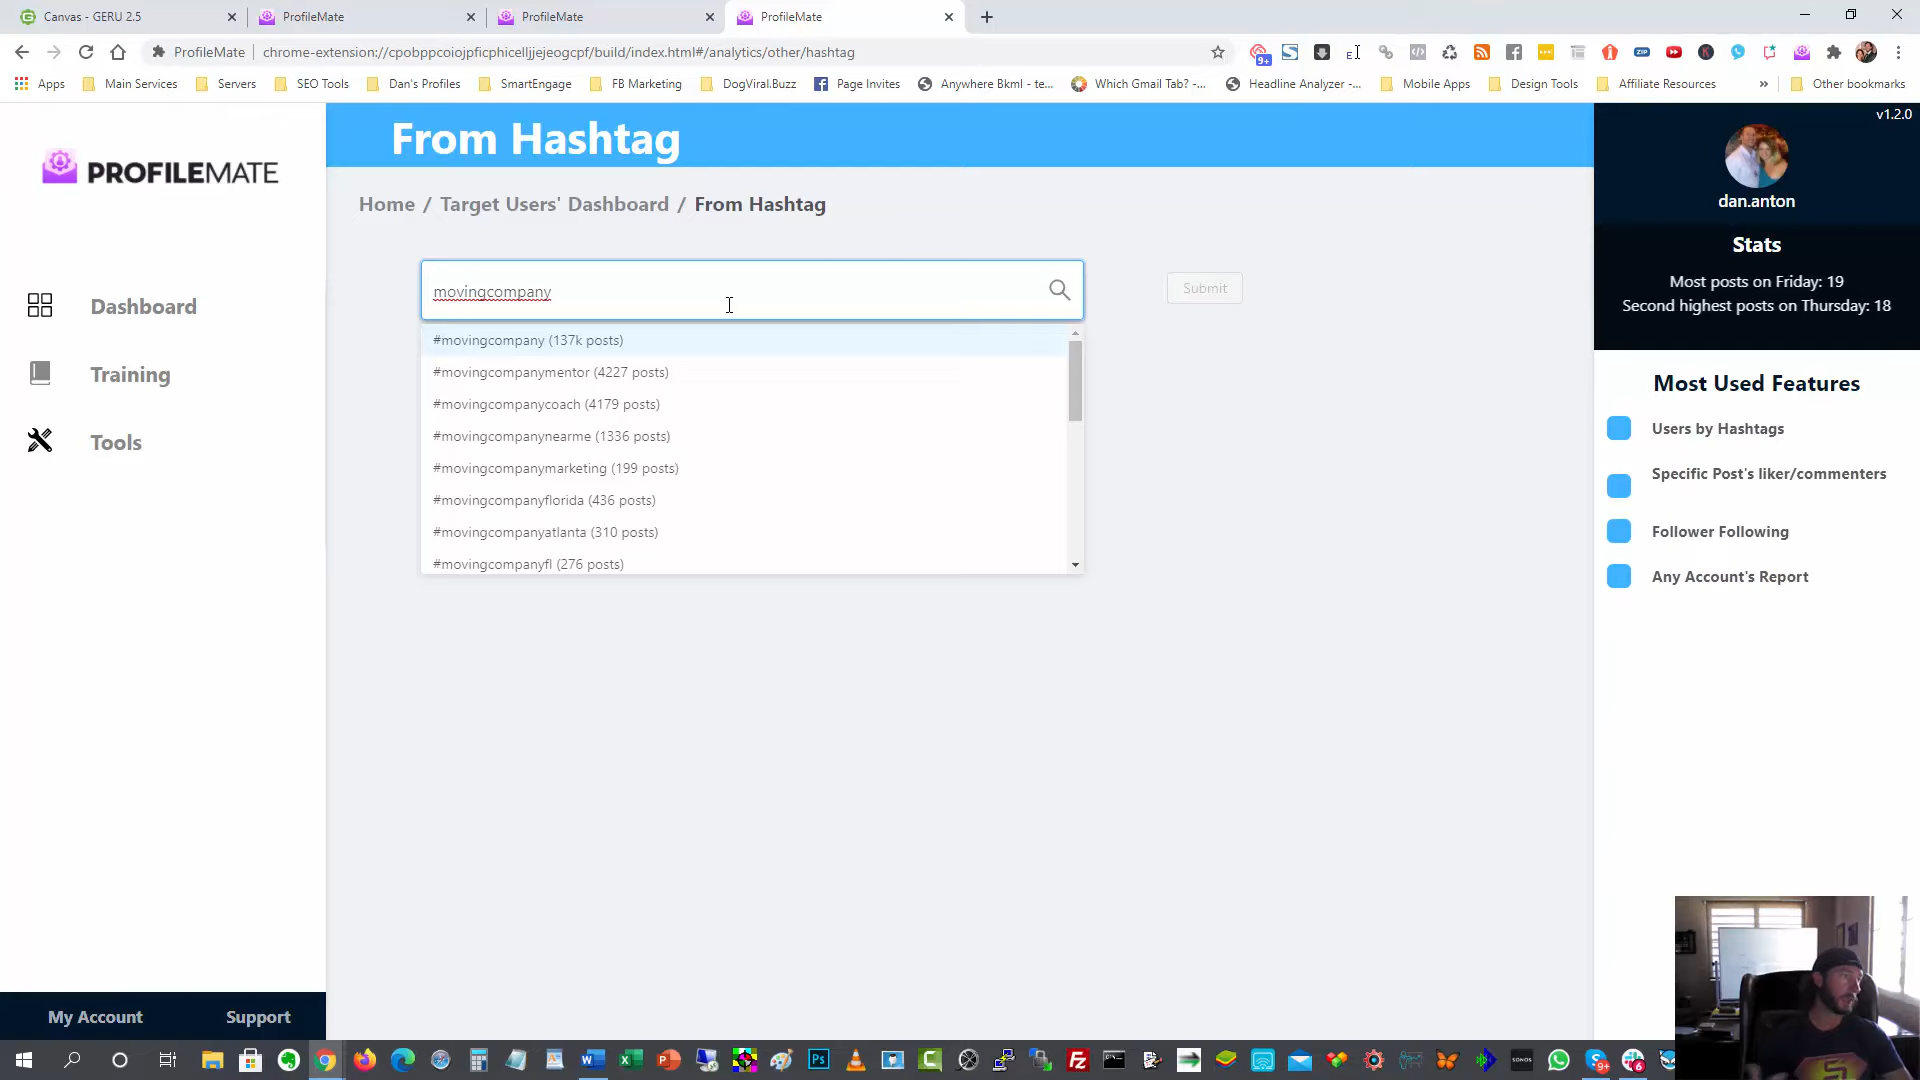 Canvas - GERU 2.5
ProfileMate
ProfileMate
ProfileMate
ProfileMate
chrome-extension://cpobppcoiojpficphicelljjejeogcpf/build/index.html#/analytics/other/hashtag
Apps
Main Services
Servers
SEO Tools
Dan's Profiles
SmartEngage
FB Marketing
DogViral.Buzz
Page Invites
Anywhere Bkml - te...
Which Gmail Tab? -...
Headline Analyzer -...
Mobile Apps
Design Tools
Affiliate Resources
»
Other bookmarks
PROFILEMATE
Dashboard
Training
Tools
My Account
Support
From Hashtag
Home / Target Users' Dashboard / From Hashtag
movingcompany
Submit
#movingcompany (137k posts)
#movingcompanymentor (4227 posts)
#movingcompanycoach (4179 posts)
#movingcompanynearme (1336 posts)
#movingcompanymarketing (199 posts)
#movingcompanyflorida (436 posts)
#movingcompanyatlanta (310 posts)
#movingcompanyfl (276 posts)
v1.2.0
dan.anton
Stats
Most posts on Friday: 19
Second highest posts on Thursday: 18
Most Used Features
Users by Hashtags
Specific Post's liker/commenters
Follower Following
Any Account's Report